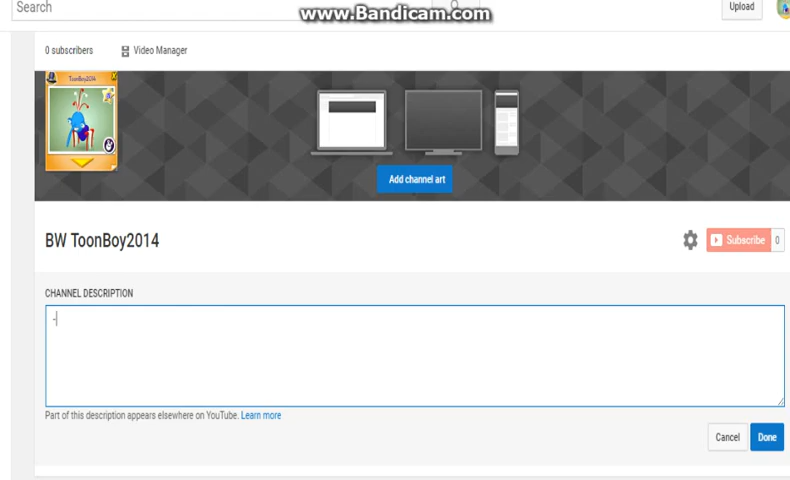 Search
www.Bandicam.com
Upload
0 subscribers
Video Manager
ToonBoy2014
Add channel art
BW ToonBoy2014
Subscribe 0
CHANNEL DESCRIPTION
-
Part of this description appears elsewhere on YouTube. Learn more
Cancel
Done